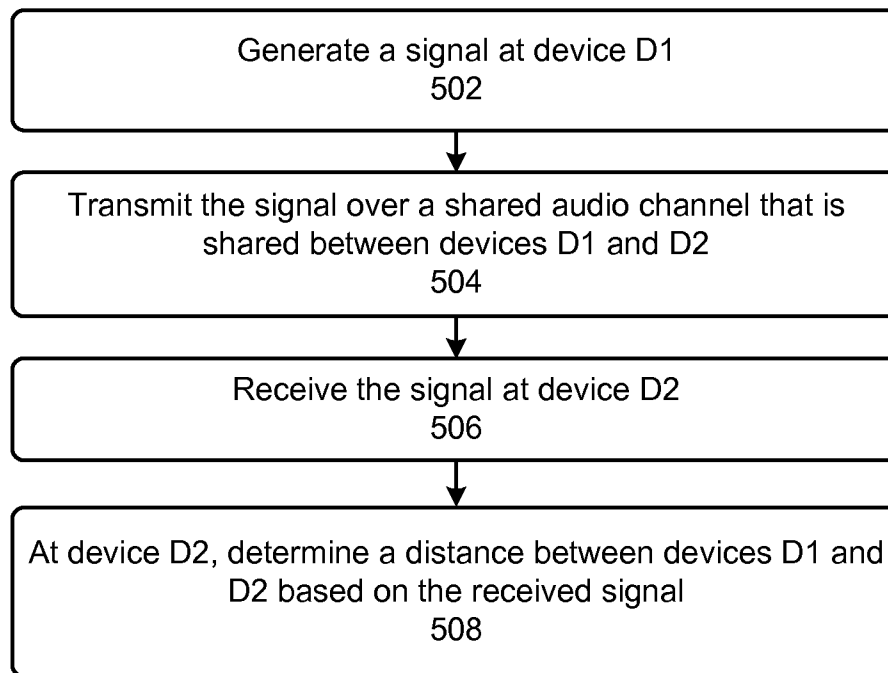 Generate a signal at device D1
502
Transmit the signal over a shared audio channel that is
shared between devices D1 and D2
504
Receive the signal at device D2
506
At device D2, determine a distance between devices D1 and
D2 based on the received signal
508